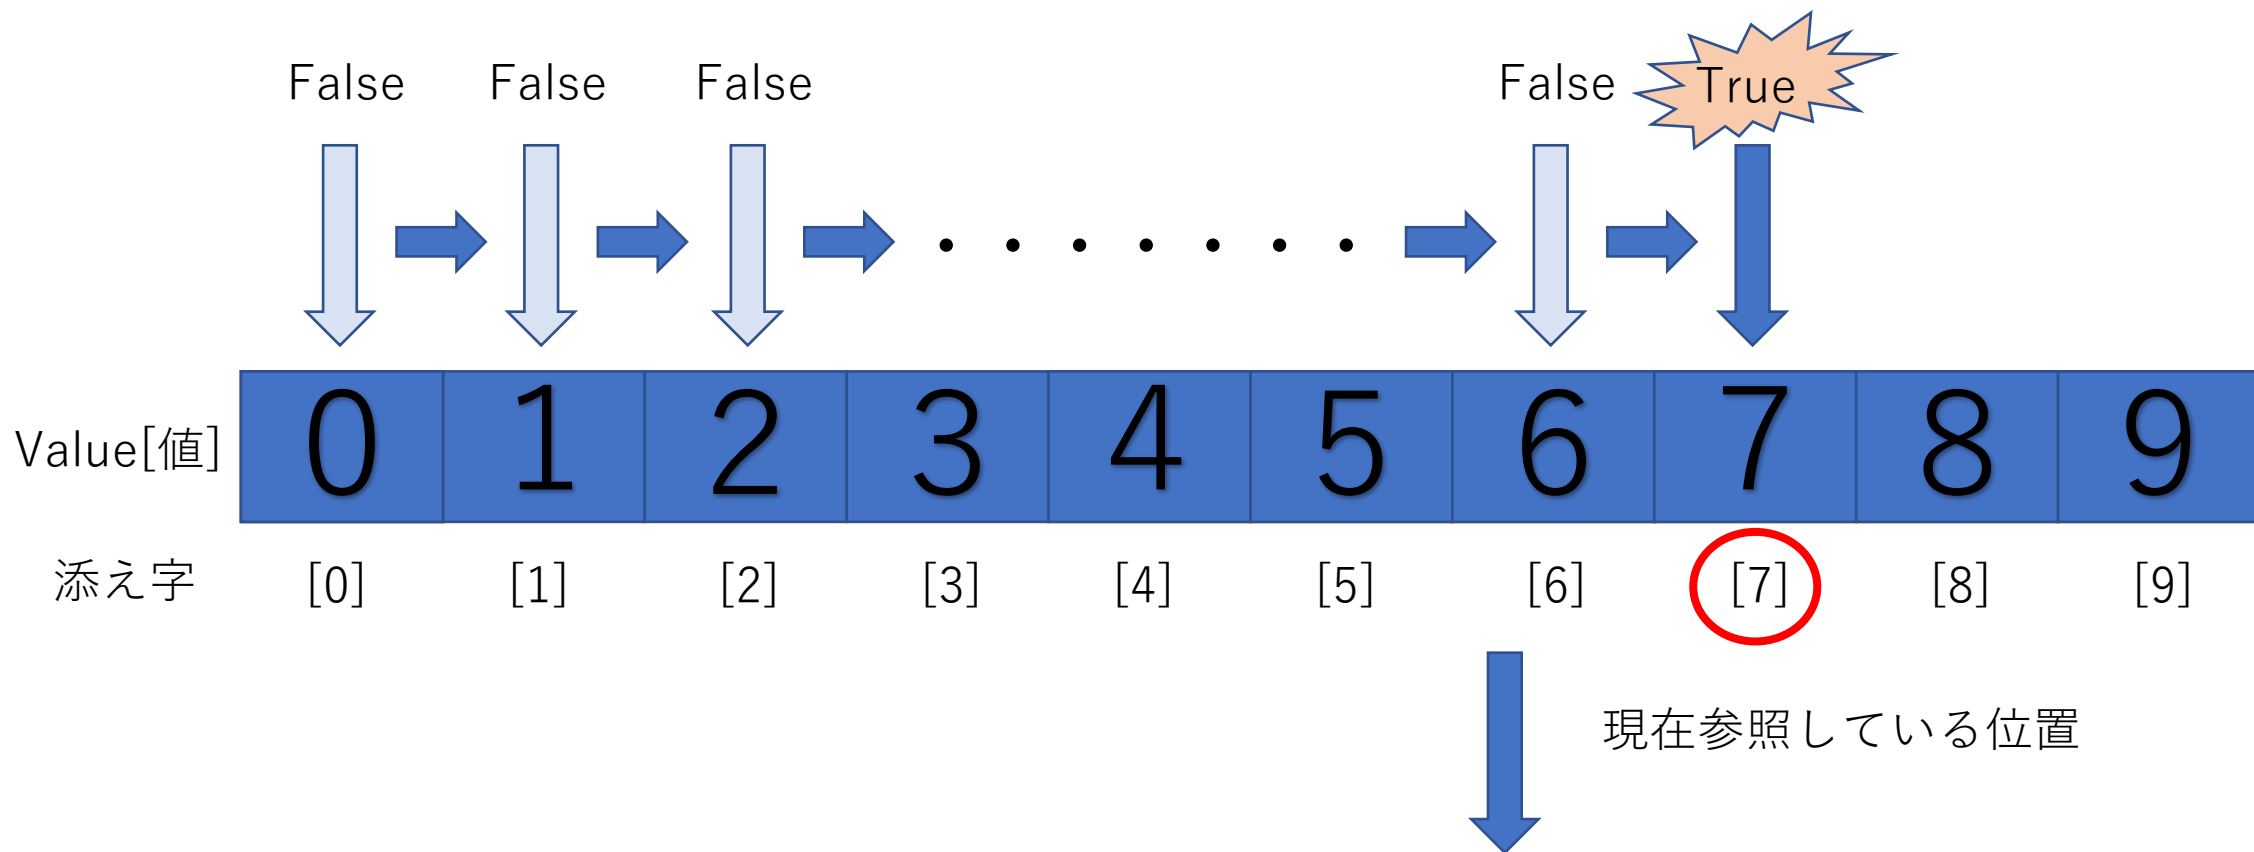 False False False False True
・・・・・・・
Value[値] 0 1 2 3 4 5 6 7 8 9
添え字 [0] [1] [2] [3] [4] [5] [6] [7] [8] [9]
現在参照している位置